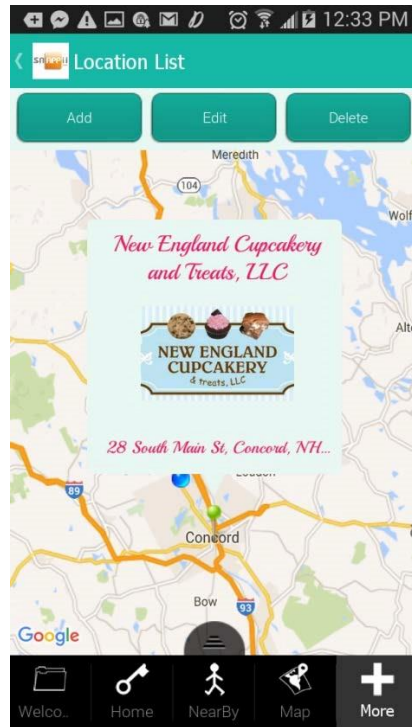 12:33 PM
Location List
Add
Edit
Delete
Meredith
104
Wolf
New England Cupcakery
and Treats, LLC
Alt
NEW ENGLAND
CUPCAKERY
& treats, LLC
28 South Main St, Concord, NH...
89
Concord
Bow
93
Google
Welco..
Home
NearBy
Map
More